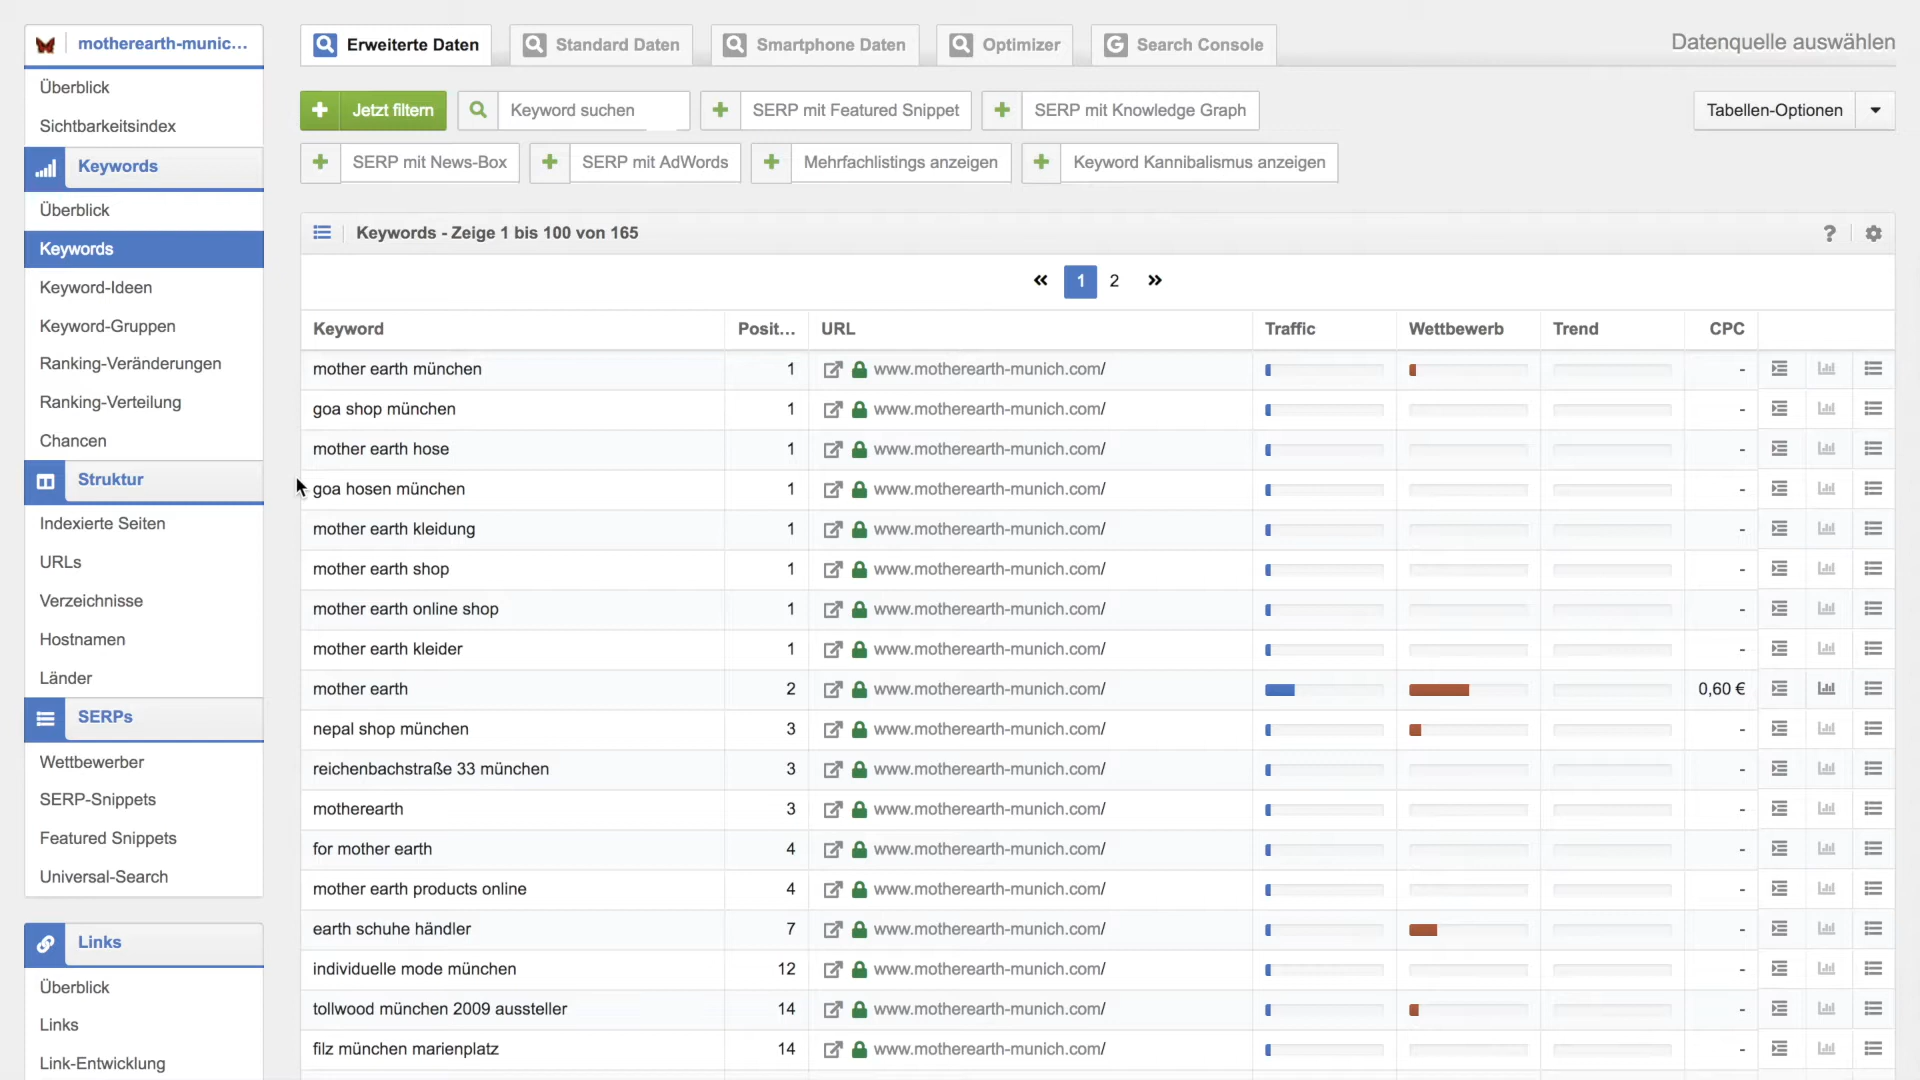 motherearth-munic...
Überblick
Sichtbarkeitsindex
Keywords
Überblick
Keywords
Keyword-Ideen
Keyword-Gruppen
Ranking-Veränderungen
Ranking-Verteilung
Chancen
Struktur
Indexierte Seiten
URLs
Verzeichnisse
Hostnamen
Länder
SERPs
Wettbewerber
SERP-Snippets
Featured Snippets
Universal-Search
Links
Überblick
Links
Link-Entwicklung
Erweiterte Daten Standard Daten Smartphone Daten Optimizer G Search Console Datenquelle auswählen
+ Jetzt filtern Keyword suchen + SERP mit Featured Snippet + SERP mit Knowledge Graph Tabellen-Optionen
+ SERP mit News-Box + SERP mit AdWords + Mehrfachlistings anzeigen + Keyword Kannibalismus anzeigen
Keywords - Zeige 1 bis 100 von 165 ?
« 1 2 »
Keyword Posit... URL Traffic Wettbewerb Trend CPC
mother earth münchen 1 www.motherearth-munich.com/ -
goa shop münchen 1 www.motherearth-munich.com/ -
mother earth hose 1 www.motherearth-munich.com/ -
goa hosen münchen 1 www.motherearth-munich.com/ -
mother earth kleidung 1 www.motherearth-munich.com/ -
mother earth shop 1 www.motherearth-munich.com/ -
mother earth online shop 1 www.motherearth-munich.com/ -
mother earth kleider 1 www.motherearth-munich.com/ -
mother earth 2 www.motherearth-munich.com/ 0,60 €
nepal shop münchen 3 www.motherearth-munich.com/ -
reichenbachstraße 33 münchen 3 www.motherearth-munich.com/ -
motherearth 3 www.motherearth-munich.com/ -
for mother earth 4 www.motherearth-munich.com/ -
mother earth products online 4 www.motherearth-munich.com/ -
earth schuhe händler 7 www.motherearth-munich.com/ -
individuelle mode münchen 12 www.motherearth-munich.com/ -
tollwood münchen 2009 aussteller 14 www.motherearth-munich.com/ -
filz münchen marienplatz 14 www.motherearth-munich.com/ -